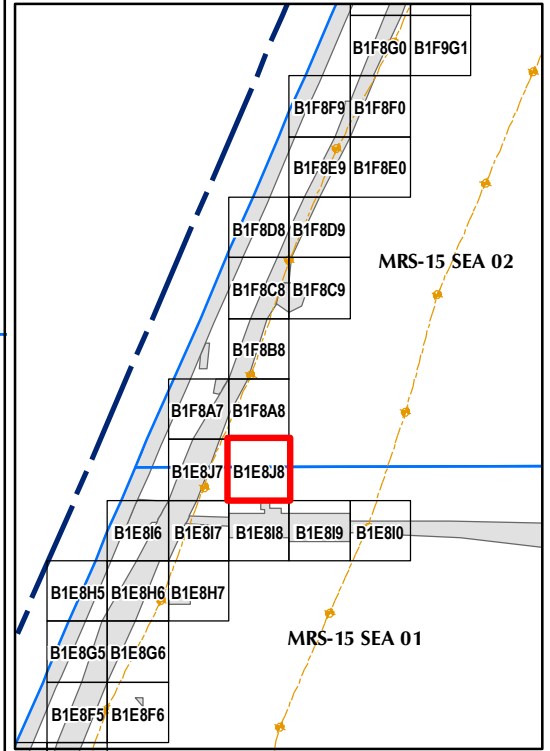 B1F8G0 B1F9G1
B1F8F9 B1F8F0
B1F8E9 B1F8E0
B1F8D8 B1F8D9
MRS-15 SEA 02
B1F8C8 B1F8C9
B1F8B8
B1F8A7 B1F8A8
B1E8J7 B1E8J8
B1E8I6 B1E8I7 B1E8I8 B1E8I9 B1E8I0
B1E8H5 B1E8H6 B1E8H7
MRS-15 SEA 01
B1E8G5 B1E8G6
B1E8F5 B1E8F6